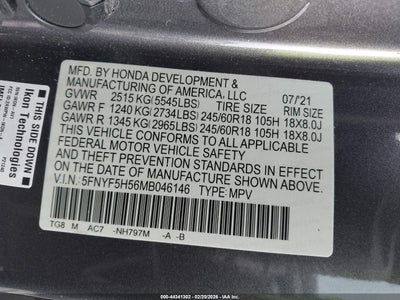 MFD. BY HONDA DEVELOPMENT &
MANUFACTURING OF AMERICA, LLC 07/'21
GVWR 2515 KG(5545LBS) TIRE SIZE RIM SIZE
GAWR F 1240 KG(2734LBS) 245/60R18 105H 18X8.0J
GAWR R 1345 KG(2965LBS) 245/60R18 105H 18X8.0J
THIS VEHICLE CONFORMS TO ALL APPLICABLE
FEDERAL MOTOR VEHICLE SAFETY STANDARDS IN
EFFECT ON THE DATE OF MANUFACTURE SHOWN ABOVE.
V.I.N.: 5FNYF5H56MB046146 TYPE: MPV
TG8 M AC7 -NH797M -A -B
THIS SIDE DOWN
Ikon Technologies
000-44341302 - 02/20/2026 - IAA Inc.